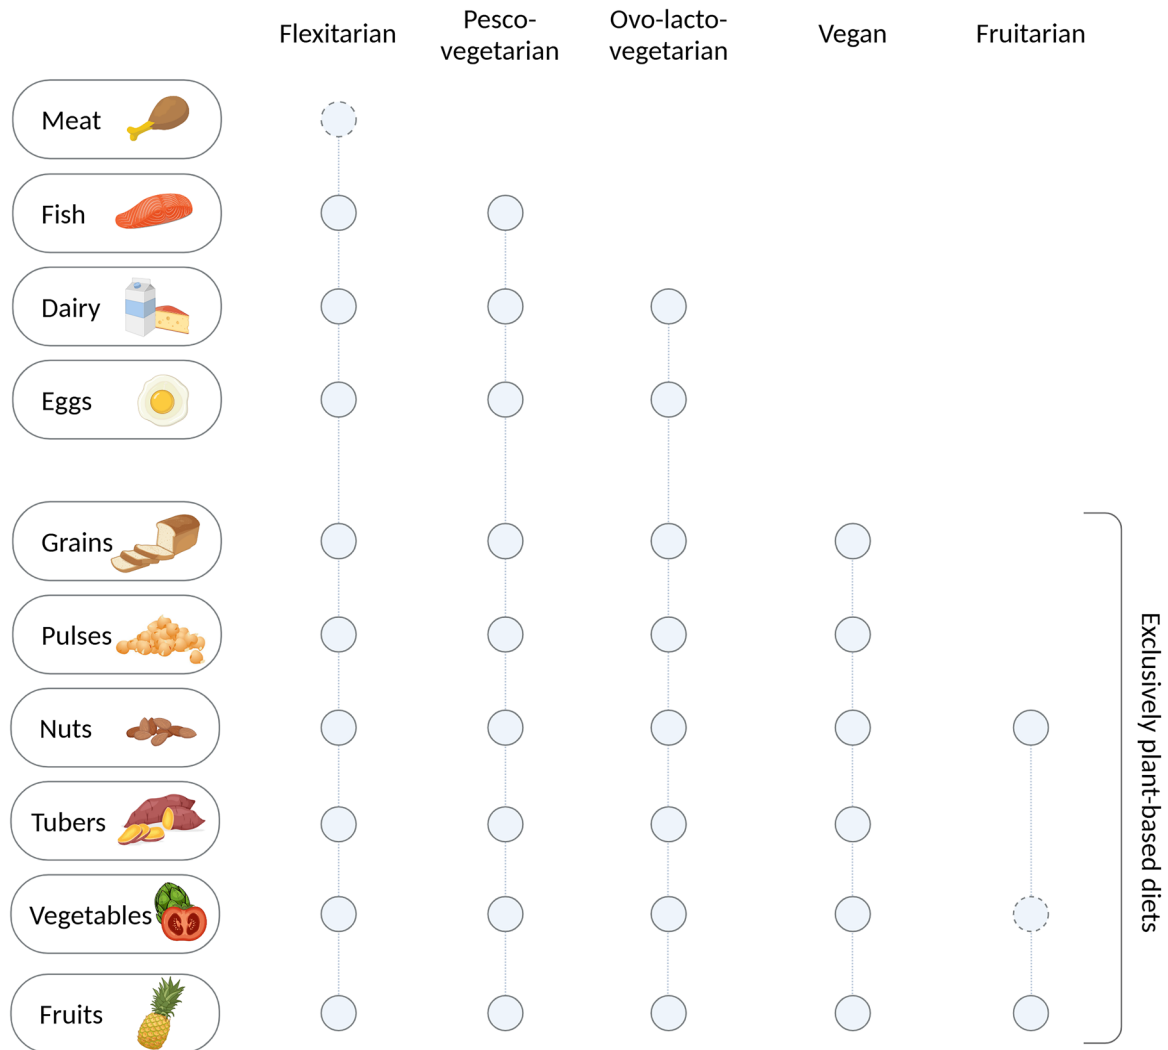 Flexitarian
Pesco-
vegetarian
Ovo-lacto-
vegetarian
Vegan
Fruitarian
Meat
Fish
Dairy
Eggs
Grains
Pulses
Nuts
Tubers
Vegetables
Fruits
Exclusively plant-based diets